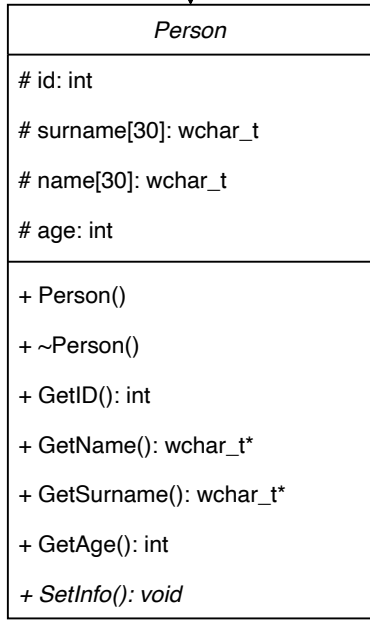 Person
# id: int
# surname[30]: wchar_t
# name[30]: wchar_t
# age: int
+ Person()
+ ~Person()
+ GetID(): int
+ GetName(): wchar_t*
+ GetSurname(): wchar_t*
+ GetAge(): int
+ SetInfo(): void